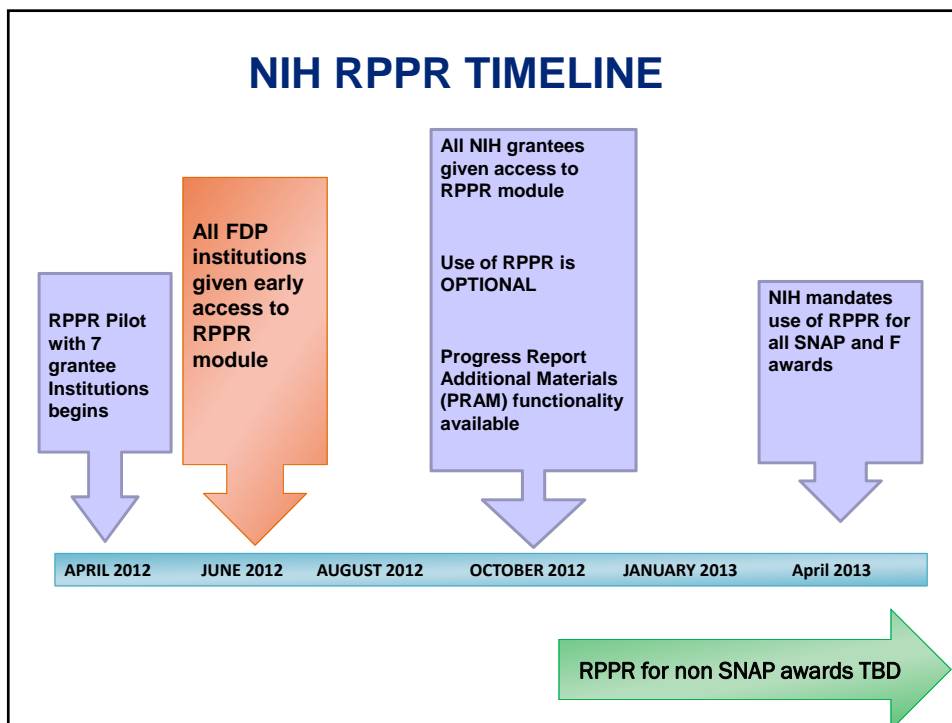 NIH RPPR TIMELINE
RPPR Pilot
with 7
grantee
Institutions
begins
All FDP
institutions
given early
access to
RPPR
module
All NIH grantees
given access to
RPPR module
Use of RPPR is
OPTIONAL
Progress Report
Additional Materials
(PRAM) functionality
available
NIH mandates
use of RPPR for
all SNAP and F
awards
APRIL 2012
JUNE 2012
AUGUST 2012
OCTOBER 2012
JANUARY 2013
April 2013
RPPR for non SNAP awards TBD